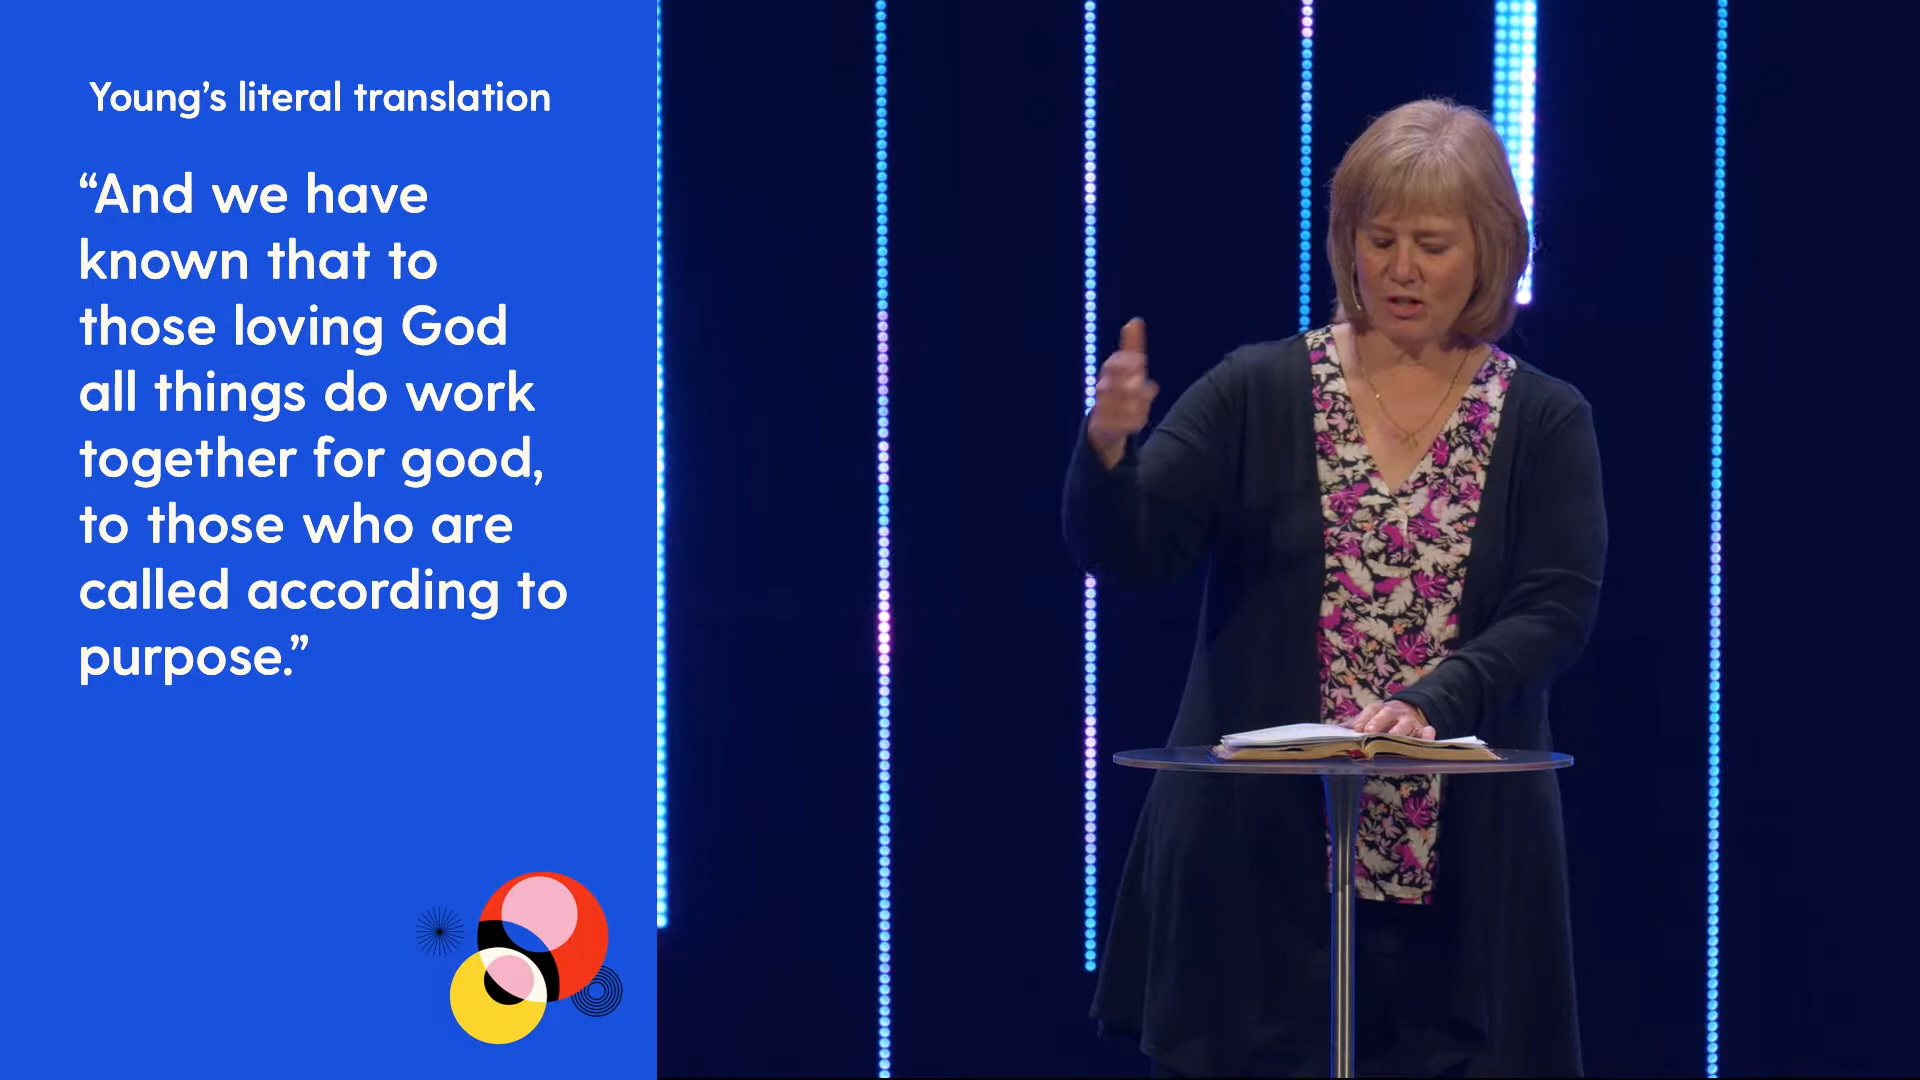 Young’s literal translation
“And we have
known that to
those loving God
all things do work
together for good,
to those who are
called according to
purpose.”